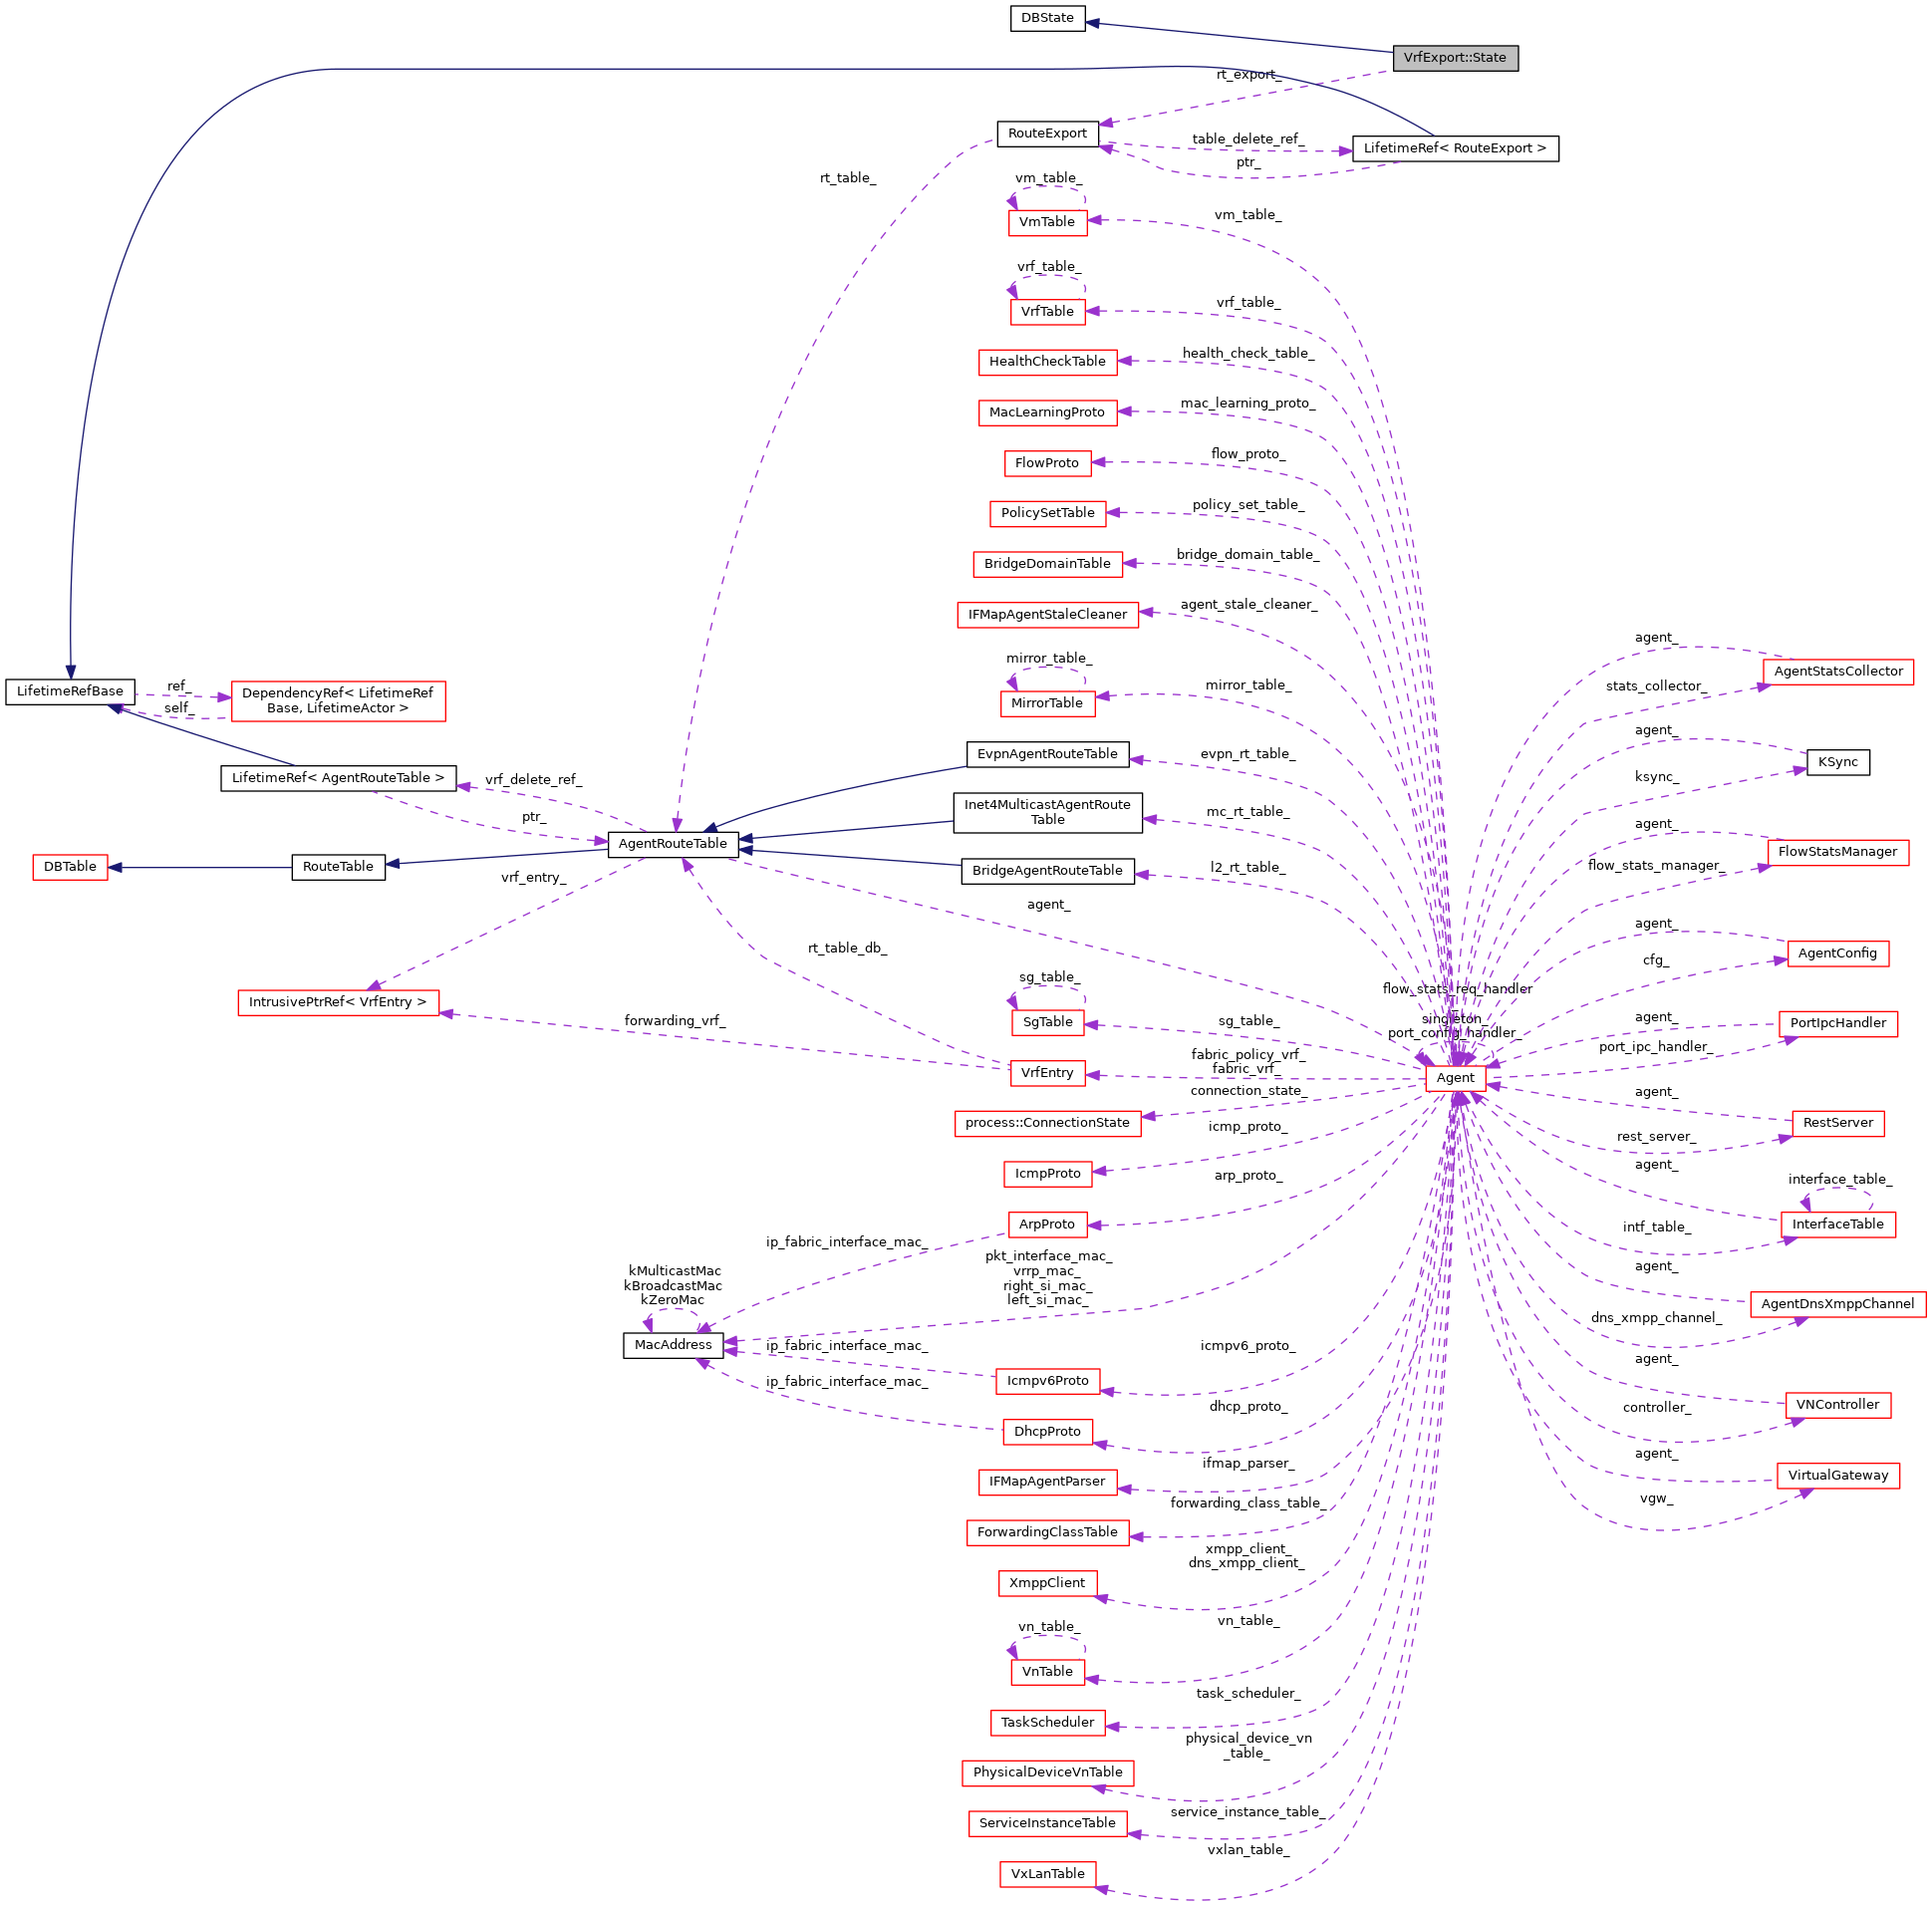 DBState
VrfExport::State
rt_export_
RouteExport
table_delete_ref_
LifetimeRef< RouteExport >
ptr_
rt_table_
vm_table_
VmTable
vm_table_
vrf_table_
VrfTable
vrf_table_
HealthCheckTable
health_check_table_
MacLearningProto
mac_learning_proto_
FlowProto
flow_proto_
PolicySetTable
policy_set_table_
BridgeDomainTable
bridge_domain_table_
IFMapAgentStaleCleaner
agent_stale_cleaner_
mirror_table_
MirrorTable
mirror_table_
agent_
AgentStatsCollector
stats_collector_
LifetimeRefBase
ref_
self_
DependencyRef< LifetimeRef
Base, LifetimeActor >
EvpnAgentRouteTable
evpn_rt_table_
agent_
KSync
ksync_
LifetimeRef< AgentRouteTable >
vrf_delete_ref_
ptr_
Inet4MulticastAgentRoute
Table
mc_rt_table_
AgentRouteTable
agent_
FlowStatsManager
flow_stats_manager_
DBTable
RouteTable
BridgeAgentRouteTable
l2_rt_table_
vrf_entry_
agent_
agent_
AgentConfig
cfg_
rt_table_db_
IntrusivePtrRef< VrfEntry >
forwarding_vrf_
sg_table_
SgTable
sg_table_
flow_stats_req_handler
singleton_
port_config_handler_
agent_
PortIpcHandler
port_ipc_handler_
VrfEntry
fabric_policy_vrf_
fabric_vrf_
Agent
process::ConnectionState
connection_state_
agent_
RestServer
rest_server_
IcmpProto
icmp_proto_
agent_
interface_table_
InterfaceTable
intf_table_
ArpProto
arp_proto_
ip_fabric_interface_mac_
pkt_interface_mac_
vrrp_mac_
right_si_mac_
left_si_mac_
kMulticastMac
kBroadcastMac
kZeroMac
MacAddress
agent_
AgentDnsXmppChannel
dns_xmpp_channel_
ip_fabric_interface_mac_
Icmpv6Proto
icmpv6_proto_
agent_
VNController
controller_
ip_fabric_interface_mac_
DhcpProto
dhcp_proto_
agent_
VirtualGateway
vgw_
IFMapAgentParser
ifmap_parser_
ForwardingClassTable
forwarding_class_table_
XmppClient
xmpp_client_
dns_xmpp_client_
vn_table_
VnTable
vn_table_
TaskScheduler
task_scheduler_
PhysicalDeviceVnTable
physical_device_vn
_table_
ServiceInstanceTable
service_instance_table_
VxLanTable
vxlan_table_